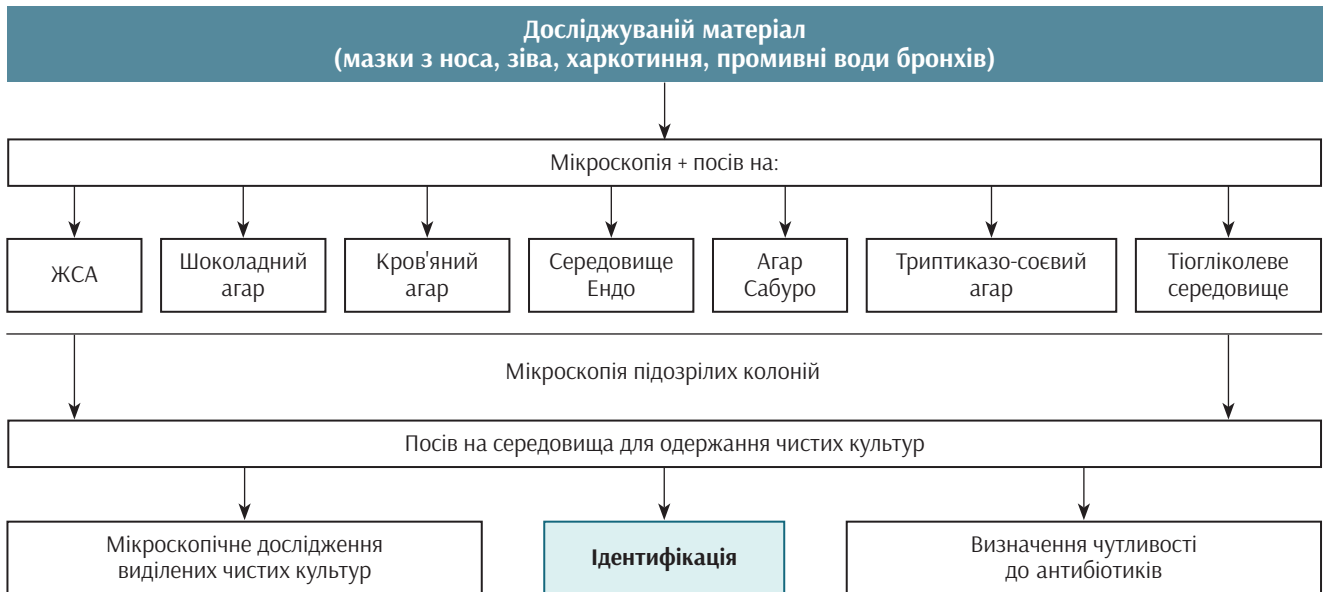 Досліджуваній матеріал
(мазки з носа, зіва, харкотиння, промивні води бронхів)
Мікроскопія + посів на:
ЖСА
Шоколадний
агар
Кров'яний
агар
Середовище
Ендо
Агар
Сабуро
Триптиказо-соєвий
агар
Тіогліколеве
середовище
Мікроскопія підозрілих колоній
Посів на середовища для одержання чистих культур
Мікроскопічне дослідження
виділених чистих культур
Ідентифікація
Визначення чутливості
до антибіотиків